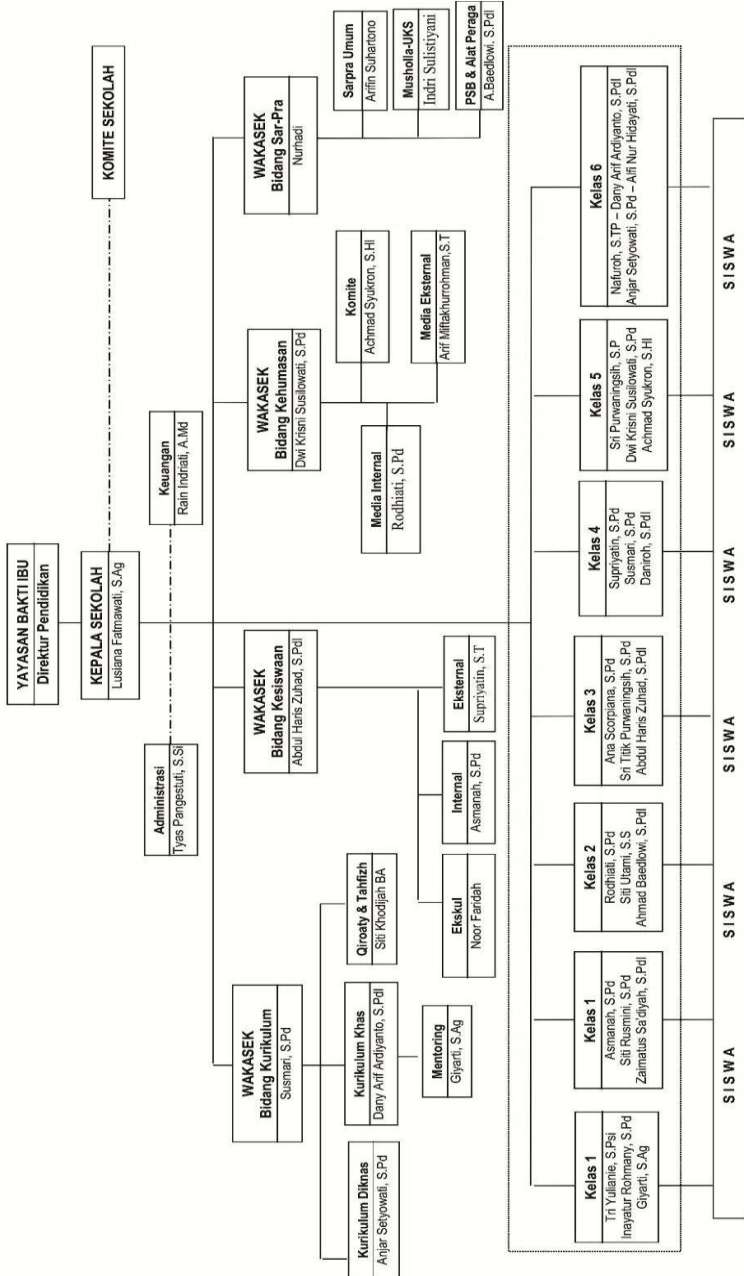 YAYASAN BAKTI IBU
Direktur Pendidikan
KEPALA SEKOLAH
Lusiana Fatmawati, S.Ag
KOMITE SEKOLAH
Administrasi
Tyas Pangestuti, S.Si
Keuangan
Rain Indriati, A.Md
WAKASEK
Bidang Kurikulum
Susmari, S.Pd
WAKASEK
Bidang Kesiswaan
Abdul Haris Zuhad, S.PdI
WAKASEK
Bidang Kehumasan
Dwi Krisni Susilowati, S.Pd
WAKASEK
Bidang Sar-Pra
Nurhadi
Kurikulum Diknas
Anjar Setyowati, S.Pd
Kurikulum Khas
Dany Arif Ardiyanto, S.PdI
Qiroaty & Tahfizh
Siti Khodijah BA
Mentoring
Giyarti, S.Ag
Ekskul
Noor Faridah
Internal
Asmanah, S.Pd
Eksternal
Supriyatin, S.T
Media Internal
Rodhiati, S.Pd
Komite
Achmad Syukron, S.HI
Media Eksternal
Arif Miftakhurrohman,S.T
Sarpra Umum
Arifin Suhartono
Musholla-UKS
Indri Sulistiyani
PSB & Alat Peraga
A.Baedlowi. S.PdI
Kelas 1
Tri Yulianie, S.Psi
Inayatur Rohmany, S.Pd
Giyarti, S.Ag
Kelas 1
Asmanah, S.Pd
Siti Rusmini, S.Pd
Zaimatus Sa'diyah, S.PdI
Kelas 2
Rodhiati, S.Pd
Siti Utami, S.S
Ahmad Baedlowi, S.PdI
Kelas 3
Ana Scorpiana, S.Pd
Sri Titik Purwaningsih, S.Pd
Abdul Haris Zuhad, S.PdI
Kelas 4
Supriyatin, S.Pd
Susmari, S.Pd
Daniroh, S.PdI
Kelas 5
Sri Purwaningsih, S.P
Dwi Krisni Susilowati, S.Pd
Achmad Syukron, S.HI
Kelas 6
Nafuroh, S.TP – Dany Arif Ardiyanto, S.PdI
Anjar Setyowati, S.Pd – Alfi Nur Hidayati, S.PdI
SISWA
SISWA
SISWA
SISWA
SISWA
SISWA